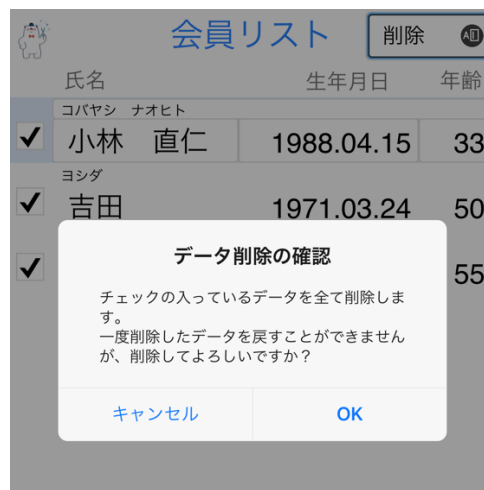 会員リスト
削除
氏名 生年月日 年齢
コバヤシ ナオヒト
小林 直仁 1988.04.15 33
ヨシダ
吉田 1971.03.24 50
55
データ削除の確認
チェックの入っているデータを全て削除しま
す。
一度削除したデータを戻すことができません
が、削除してよろしいですか？
キャンセル OK